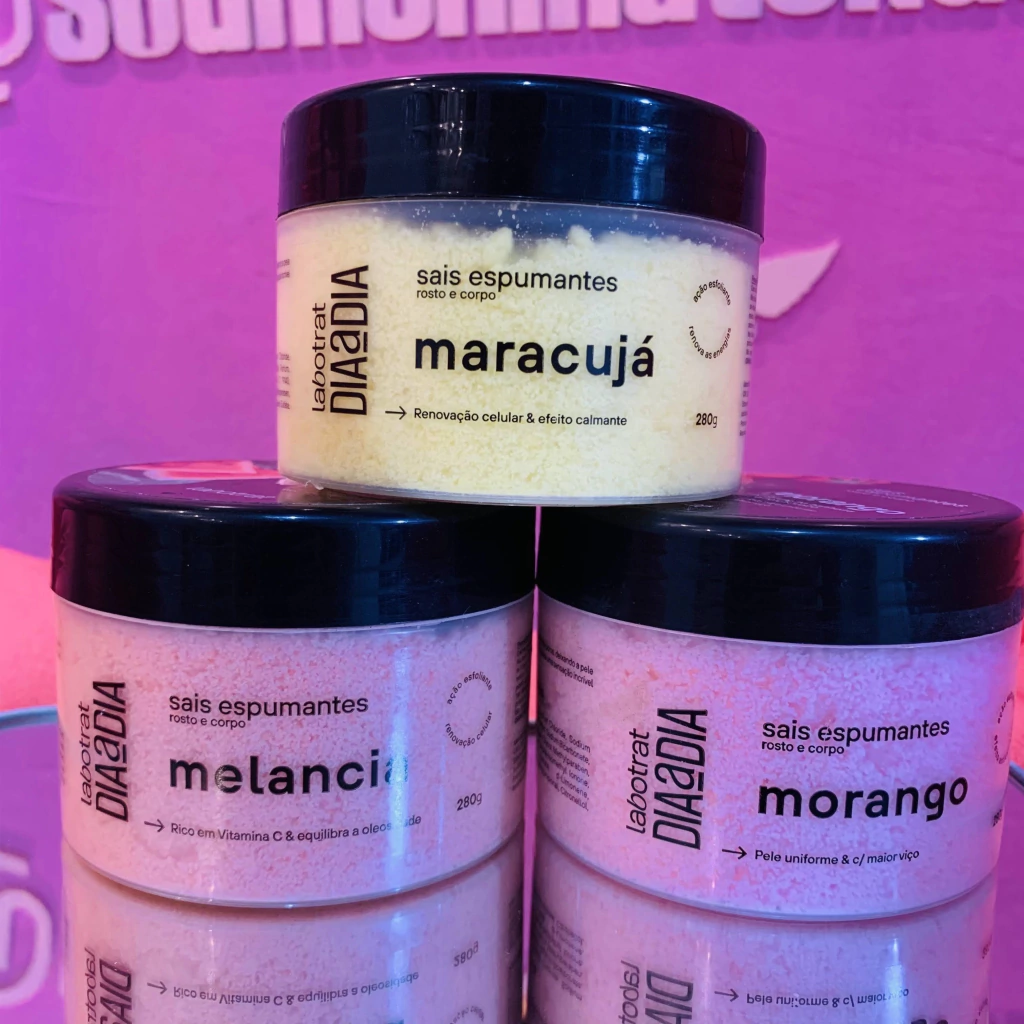 sais espumantes
rosto e corpo
maracujá
Renovação celular & efeito calmante
labotrat
DIAaDIA
ação esfoliante
renova as energias
280g
sais espumantes
rosto e corpo
melancia
Rico em Vitamina C & equilibra a oleosidade
labotrat
DIAaDIA
ação esfoliante
renovação celular
280g
sais espumantes
rosto e corpo
morango
Pele uniforme & c/ maior viço
labotrat
DIAaDIA